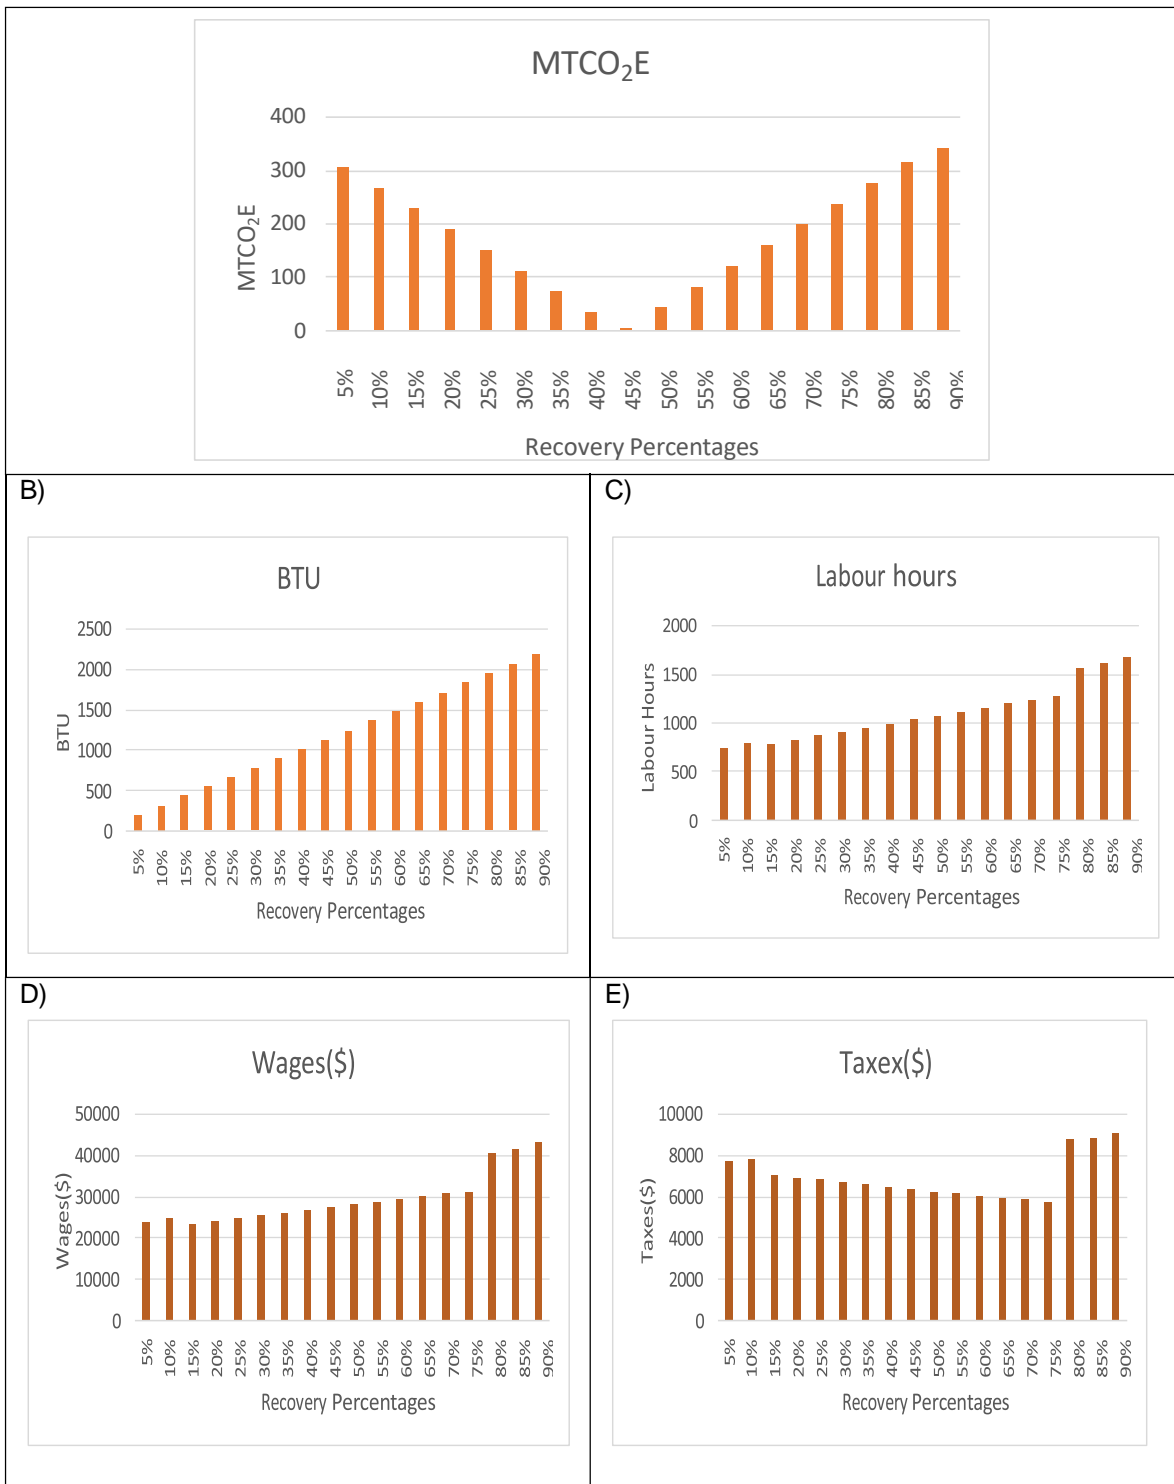 MTCO₂E
400
300
200
100
0
MTCO₂E
5% 10% 15% 20% 25% 30% 35% 40% 45% 50% 55% 60% 65% 70% 75% 80% 85% 90%
Recovery Percentages
B)
BTU
2500
2000
1500
1000
500
0
BTU
5% 10% 15% 20% 25% 30% 35% 40% 45% 50% 55% 60% 65% 70% 75% 80% 85% 90%
Recovery Percentages
C)
Labour hours
2000
1500
1000
500
0
Labour Hours
5% 10% 15% 20% 25% 30% 35% 40% 45% 50% 55% 60% 65% 70% 75% 80% 85% 90%
Recovery Percentages
D)
Wages($)
50000
40000
30000
20000
10000
0
Wages($)
5% 10% 15% 20% 25% 30% 35% 40% 45% 50% 55% 60% 65% 70% 75% 80% 85% 90%
Recovery Percentages
E)
Taxex($)
10000
8000
6000
4000
2000
0
Taxes($)
5% 10% 15% 20% 25% 30% 35% 40% 45% 50% 55% 60% 65% 70% 75% 80% 85% 90%
Recovery Percentages